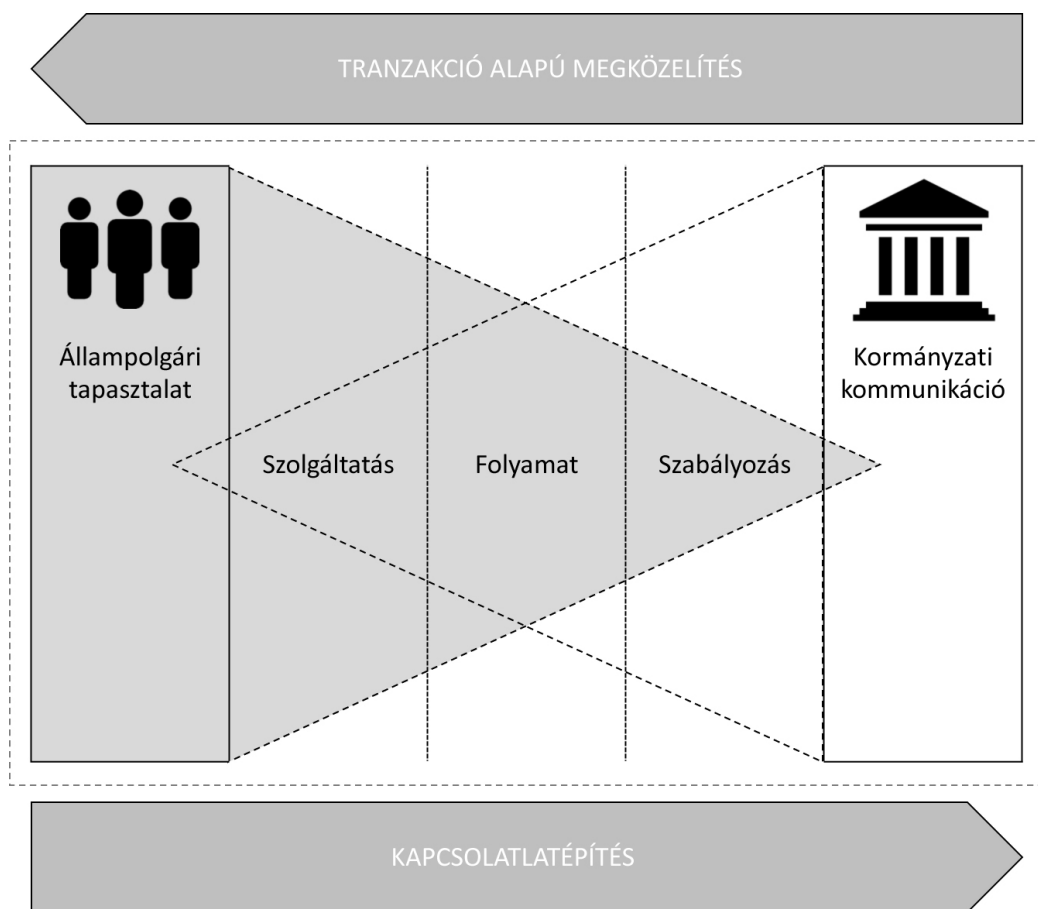 TRANZAKCIÓ ALAPÚ MEGKÖZELÍTÉS
Állampolgári
tapasztalat
Kormányzati
kommunikáció
Szolgáltatás
Folyamat
Szabályozás
KAPCSOLATLATÉPÍTÉS